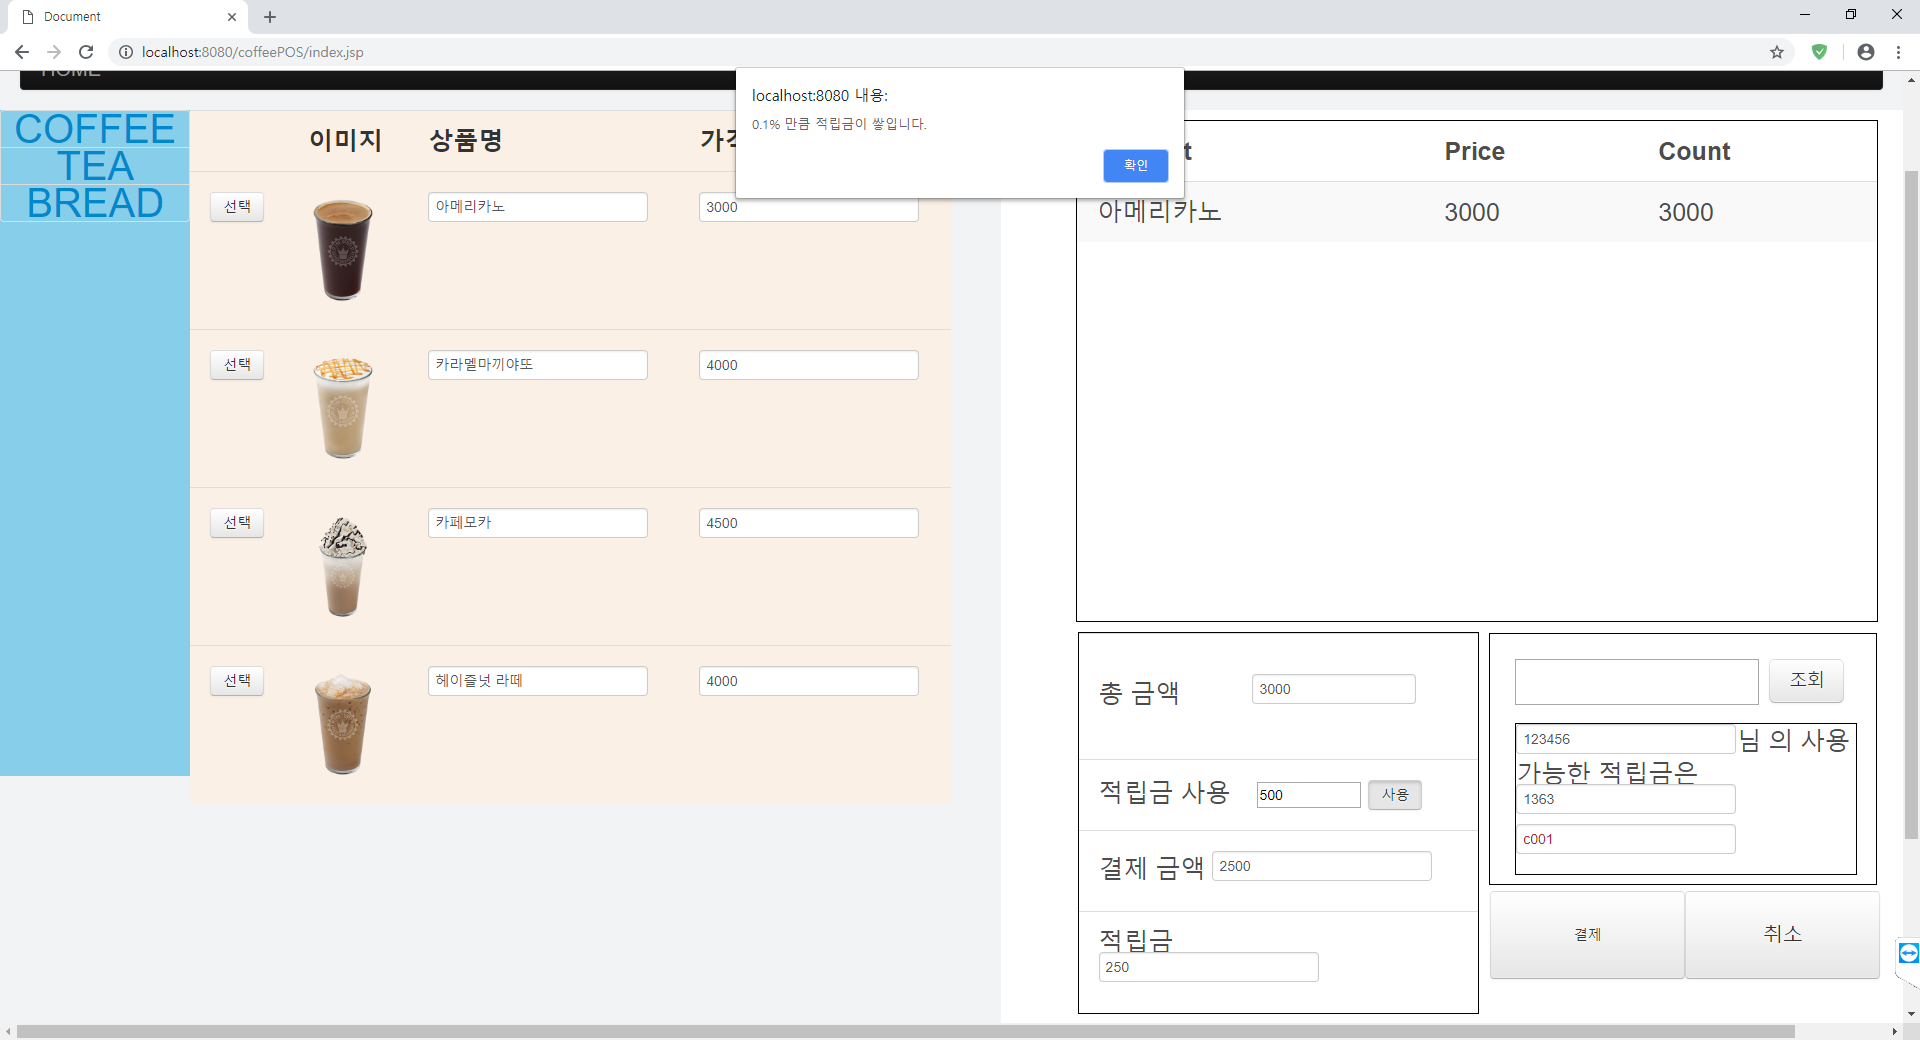 Document
localhost:8080/coffeePOS/index.jsp
HOME
localhost:8080 내용:
0.1% 만큼 적립금이 쌓입니다.
확인
COFFEE
TEA
BREAD
이미지 상품명
선택 아메리카노 3000
선택 카라멜마끼야또 4000
선택 카페모카 4500
선택 헤이즐넛 라떼 4000
Price Count
아메리카노 3000 3000
총 금액 3000
적립금 사용 500 사용
결제 금액 2500
적립금
250
조회
123456 님 의 사용
가능한 적립금은
1363
c001
결제 취소